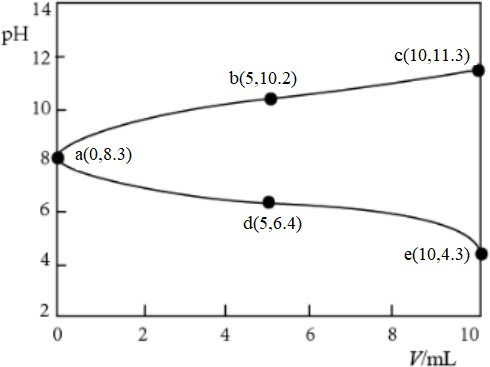 14
pH
12
c(10,11.3)
b(5,10.2)
10
8
a(0,8.3)
6
d(5,6.4)
e(10,4.3)
4
2
0 2 4 6 8 10
V/mL